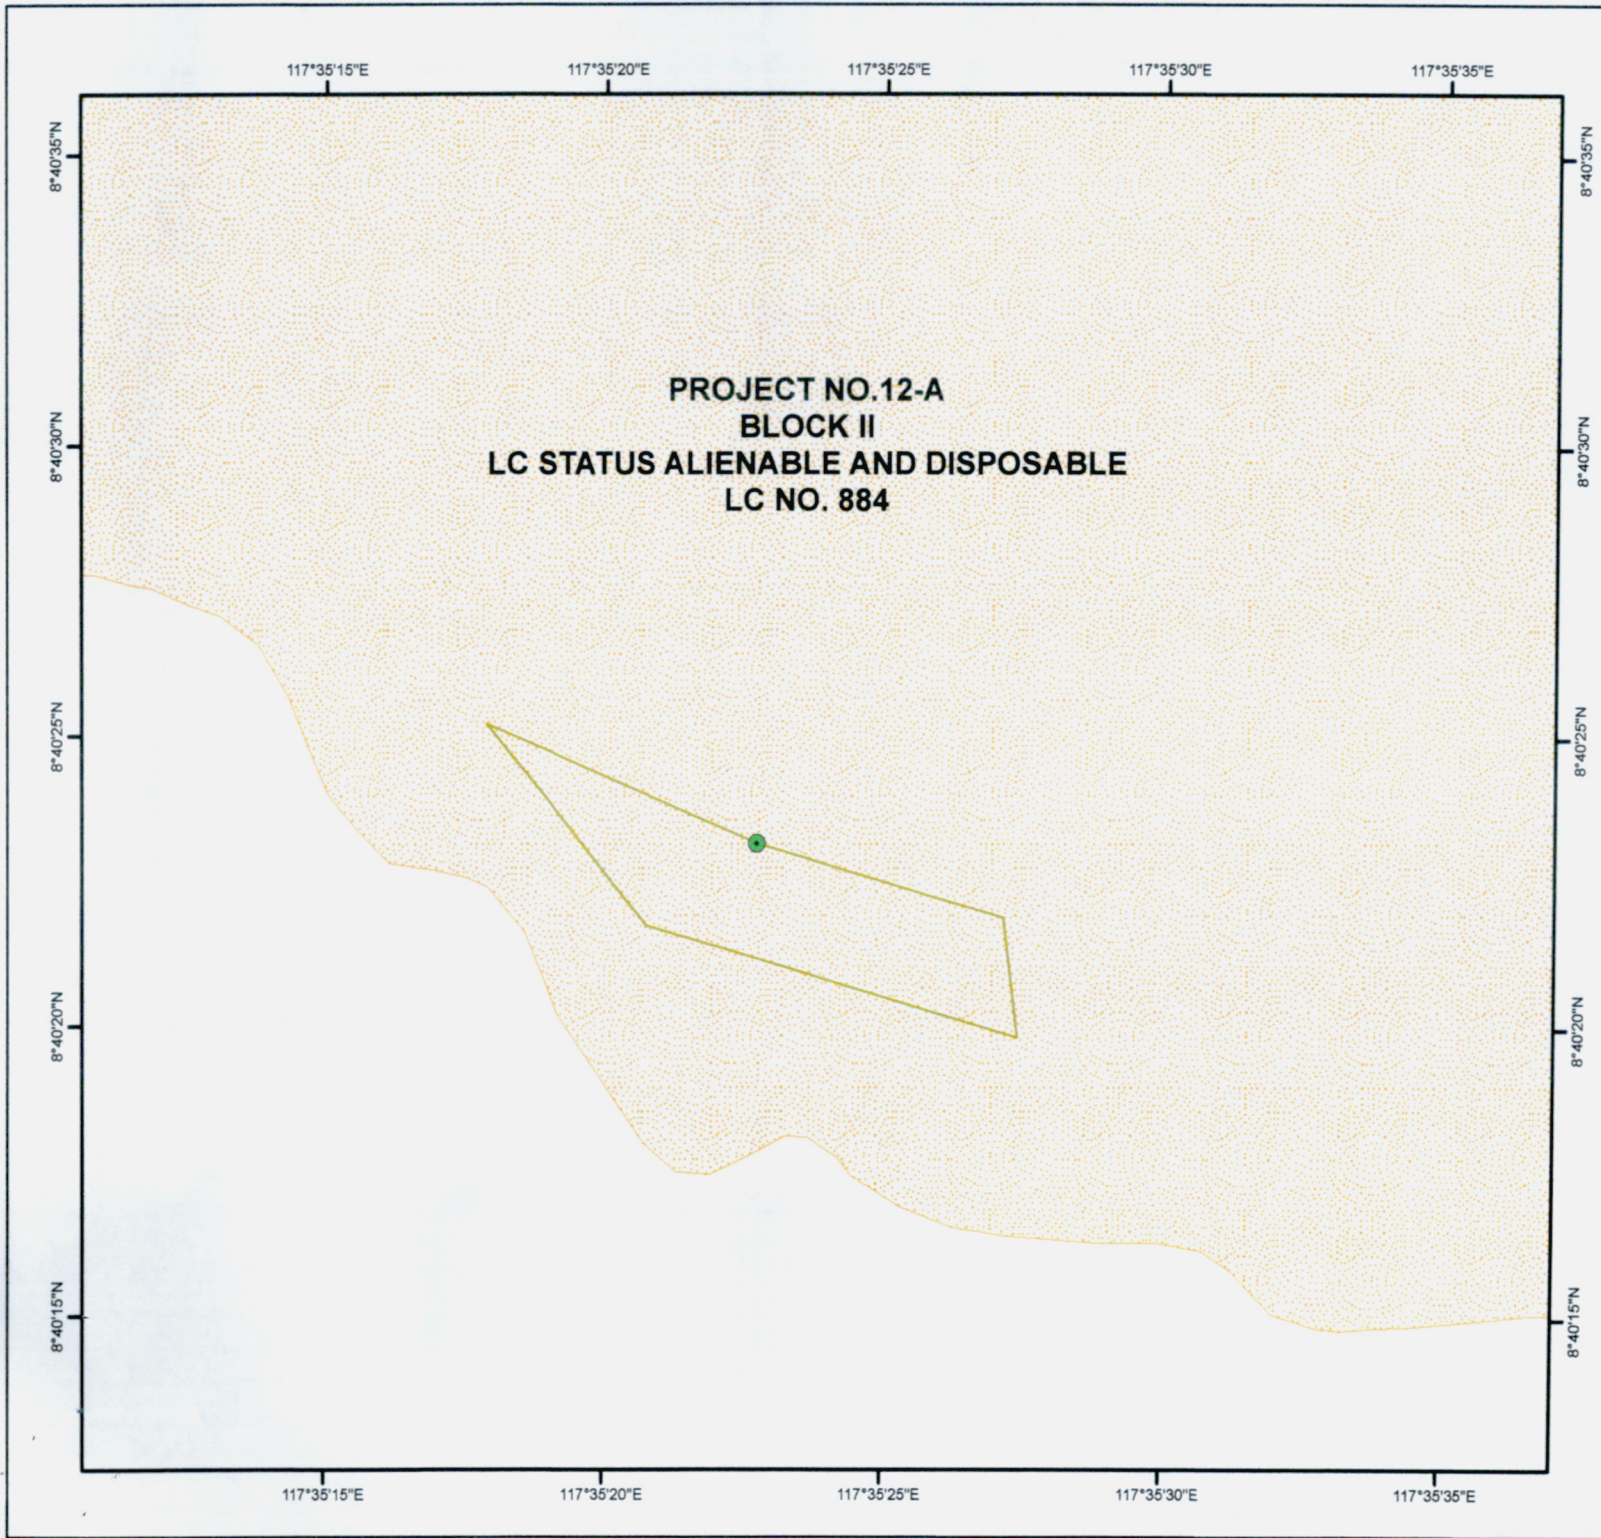 117°35'15"E 117°35'20"E 117°35'25"E 117°35'30"E 117°35'35"E
8°40'35"N 8°40'35"N
PROJECT NO.12-A
BLOCK II
8°40'30"N 8°40'30"N
LC STATUS ALIENABLE AND DISPOSABLE
LC NO. 884
8°40'25"N 8°40'25"N
8°40'20"N 8°40'20"N
8°40'15"N 8°40'15"N
117°35'15"E 117°35'20"E 117°35'25"E 117°35'30"E 117°35'35"E